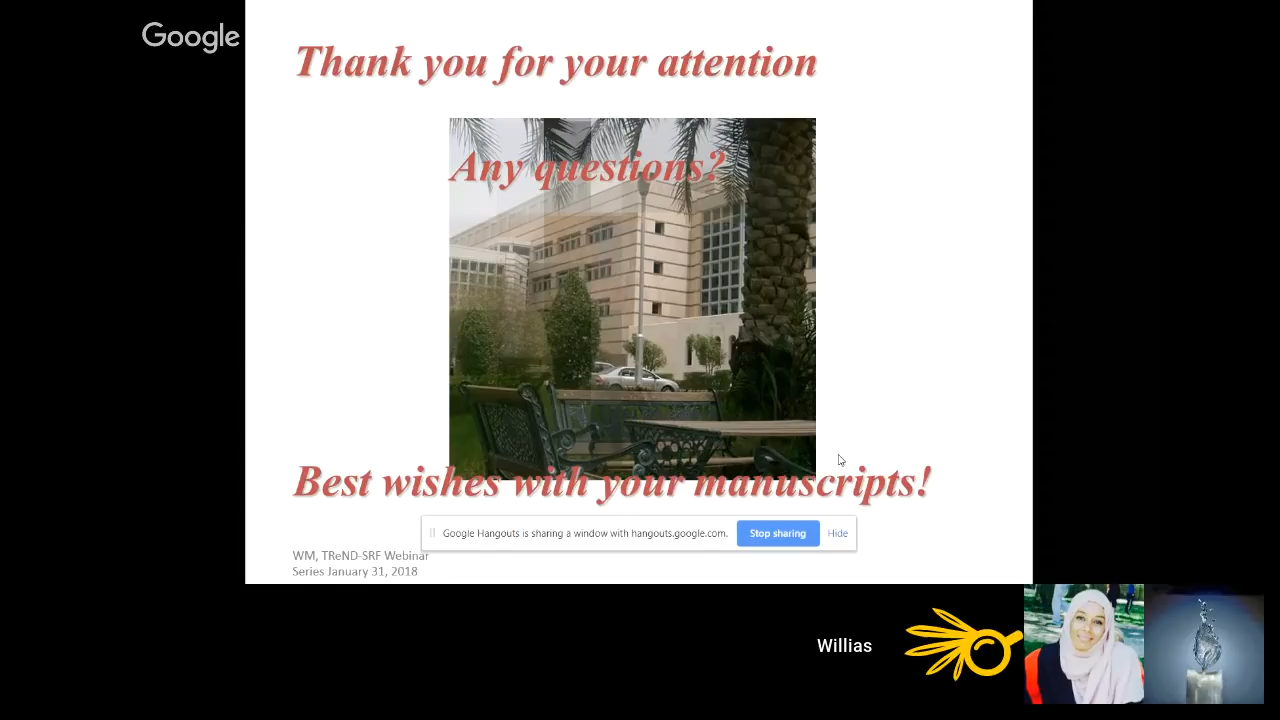 Google
Thank you for your attention
Any questions?
Best wishes with your manuscripts!
Google Hangouts is sharing a window with hangouts.google.com.
Stop sharing
Hide
WM, TReND-SRF Webinar
Series January 31, 2018
Willias